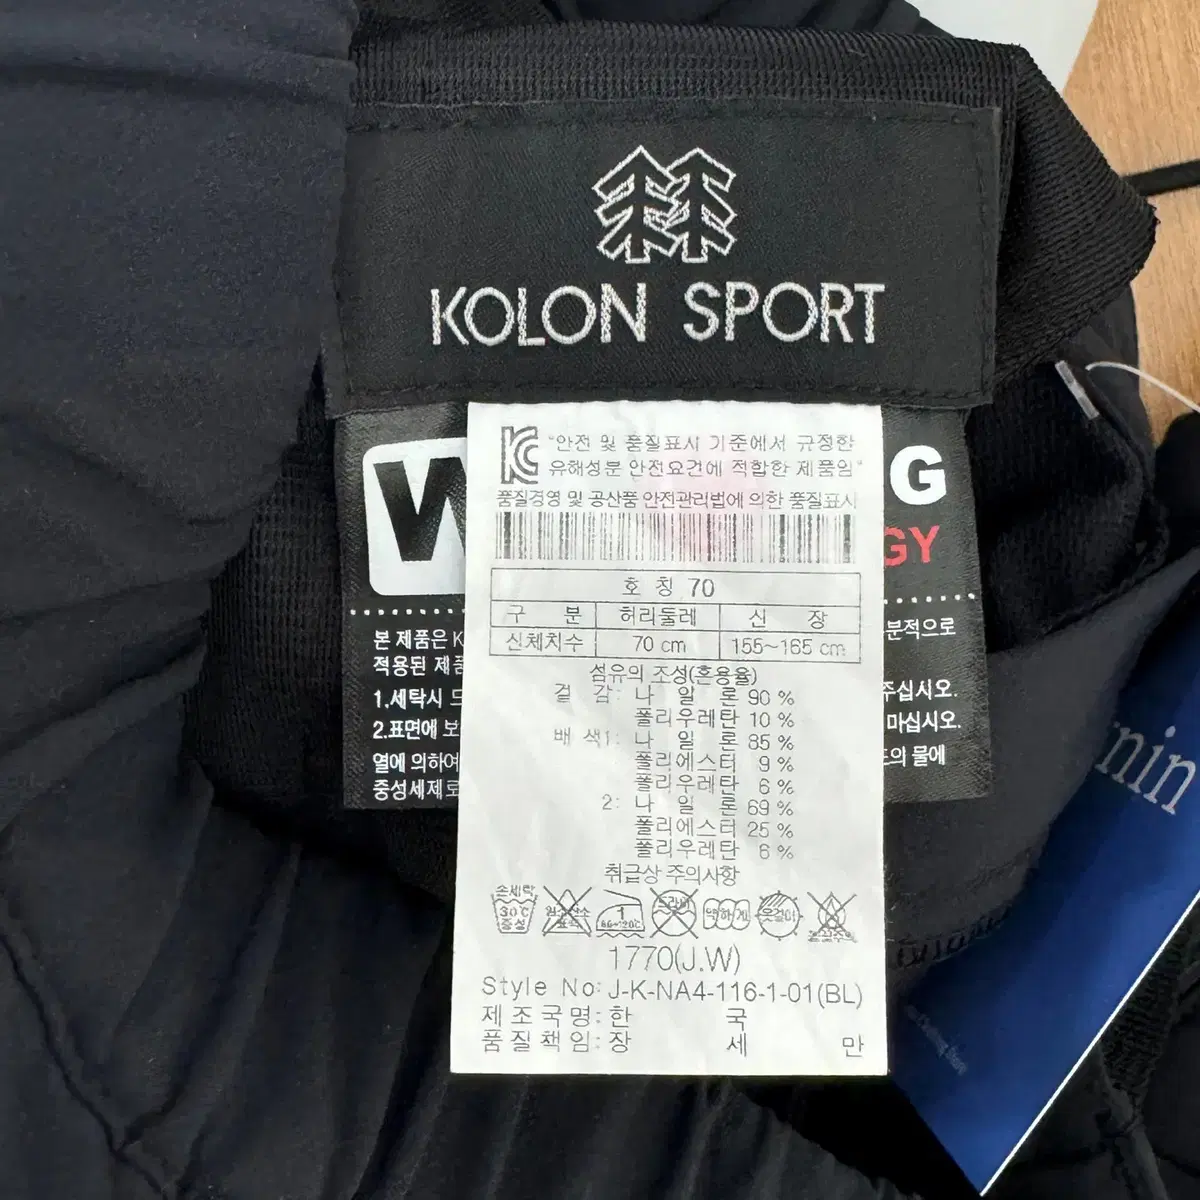 KOLON SPORT
"안전 및 품질표시 기준에서 규정한
유해성분 안전요건에 적합한 제품임"
품질경영 및 공산품 안전관리법에 의한 품질표시
W G
GY
호 칭 70
구 분 허리둘레 신 장
신체치수 70 cm 155~165 cm
섬유의 조성(혼용율)
겉 감: 나 일 론 90 %
폴리우레탄 10 %
배 색1: 나 일 론 85 %
폴리에스터 9 %
폴리우레탄 6 %
2: 나 일 론 69 %
폴리에스터 25 %
폴리우레탄 6 %
취급상 주의사항
손세탁
30℃
중성
1
1770(J.W)
Style No: J-K-NA4-116-1-01(BL)
제조국명: 한 국
품질책임: 장 세 만
본 제품은 K
적용된 제품
1.세탁시
2.표면에 보
열에 의하여
중성세제로
분적으로
주십시오.
마십시오.
의 물에
nin